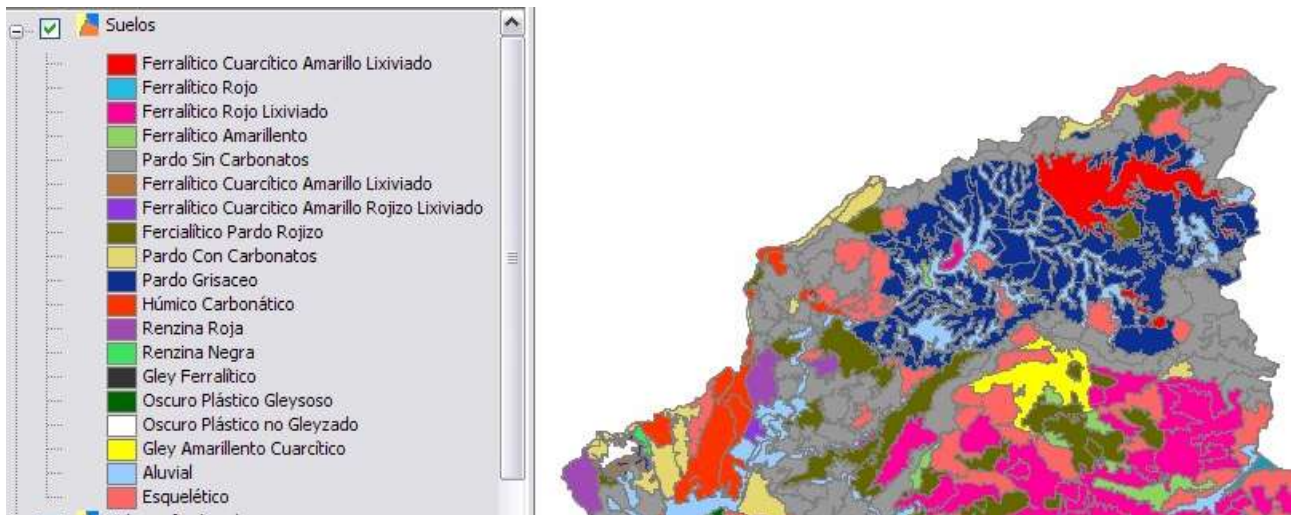 Suelos
Ferralítico Cuarcítico Amarillo Lixiviado
Ferralítico Rojo
Ferralítico Rojo Lixiviado
Ferralítico Amarillento
Pardo Sin Carbonatos
Ferralítico Cuarcítico Amarillo Lixiviado
Ferralítico Cuarcitico Amarillo Rojizo Lixiviado
Fercialítico Pardo Rojizo
Pardo Con Carbonatos
Pardo Grisaceo
Húmico Carbonático
Renzina Roja
Renzina Negra
Gley Ferralítico
Oscuro Plástico Gleysoso
Oscuro Plástico no Gleyzado
Gley Amarillento Cuarcítico
Aluvial
Esquelético